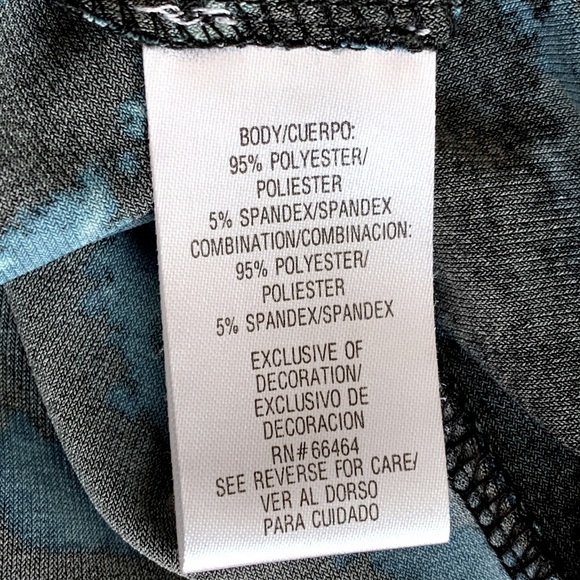 BODY/CUERPO:
95% POLYESTER/
POLIESTER
5% SPANDEX/SPANDEX
COMBINATION/COMBINACION:
95% POLYESTER/
POLIESTER
5% SPANDEX/SPANDEX
EXCLUSIVE OF
DECORATION/
EXCLUSIVO DE
DECORACION
RN# 66464
SEE REVERSE FOR CARE/
VER AL DORSO
PARA CUIDADO